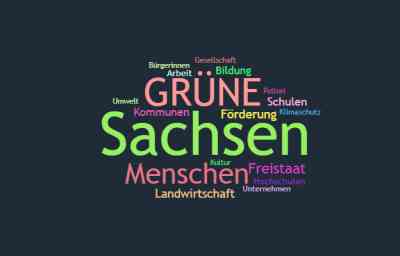 Gesellschaft
Bürgerinnen
Arbeit Bildung
GRÜNE Polizei
Umwelt Schulen
Kommunen Förderung Klimaschutz
Sachsen
Kultur
Menschen Freistaat
Hochschulen
Landwirtschaft Unternehmen